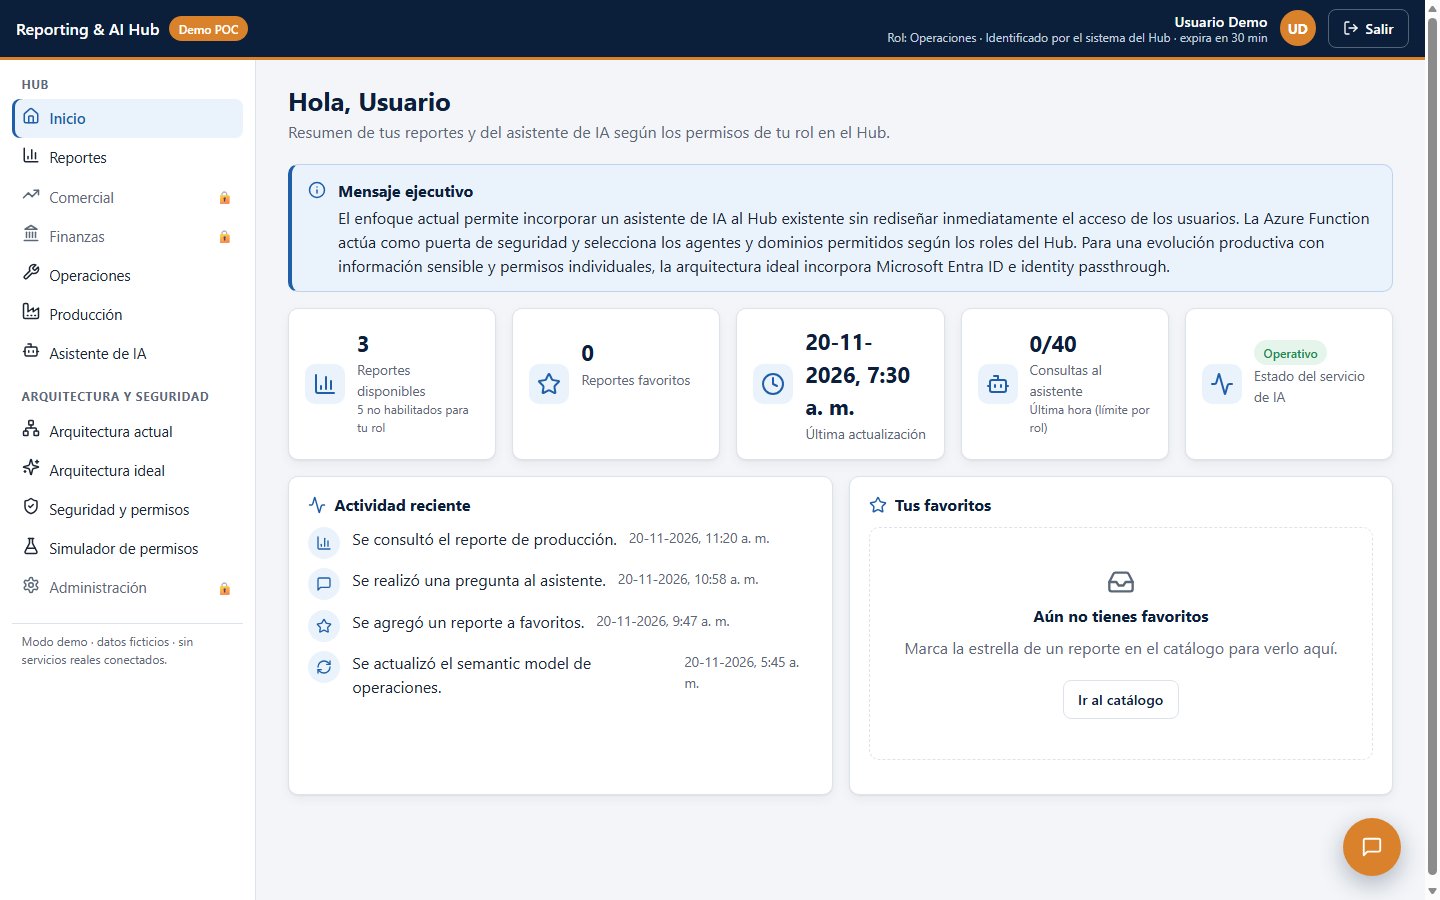 Reporting & AI Hub
Demo POC
Usuario Demo
Rol: Operaciones · Identificado por el sistema del Hub · expira en 30 min
UD
Salir
HUB
Inicio
Reportes
Comercial
Finanzas
Operaciones
Producción
Asistente de IA
ARQUITECTURA Y SEGURIDAD
Arquitectura actual
Arquitectura ideal
Seguridad y permisos
Simulador de permisos
Administración
Modo demo · datos ficticios · sin
servicios reales conectados.
Hola, Usuario
Resumen de tus reportes y del asistente de IA según los permisos de tu rol en el Hub.
Mensaje ejecutivo
El enfoque actual permite incorporar un asistente de IA al Hub existente sin rediseñar inmediatamente el acceso de los usuarios. La Azure Function
actúa como puerta de seguridad y selecciona los agentes y dominios permitidos según los roles del Hub. Para una evolución productiva con
información sensible y permisos individuales, la arquitectura ideal incorpora Microsoft Entra ID e identity passthrough.
3
Reportes
disponibles
5 no habilitados para
tu rol
0
Reportes favoritos
20-11-
2026, 7:30
a. m.
Última actualización
0/40
Consultas al
asistente
Última hora (límite por
rol)
Operativo
Estado del servicio
de IA
Actividad reciente
Se consultó el reporte de producción. 20-11-2026, 11:20 a. m.
Se realizó una pregunta al asistente. 20-11-2026, 10:58 a. m.
Se agregó un reporte a favoritos. 20-11-2026, 9:47 a. m.
Se actualizó el semantic model de
operaciones.
20-11-2026, 5:45 a.
m.
Tus favoritos
Aún no tienes favoritos
Marca la estrella de un reporte en el catálogo para verlo aquí.
Ir al catálogo